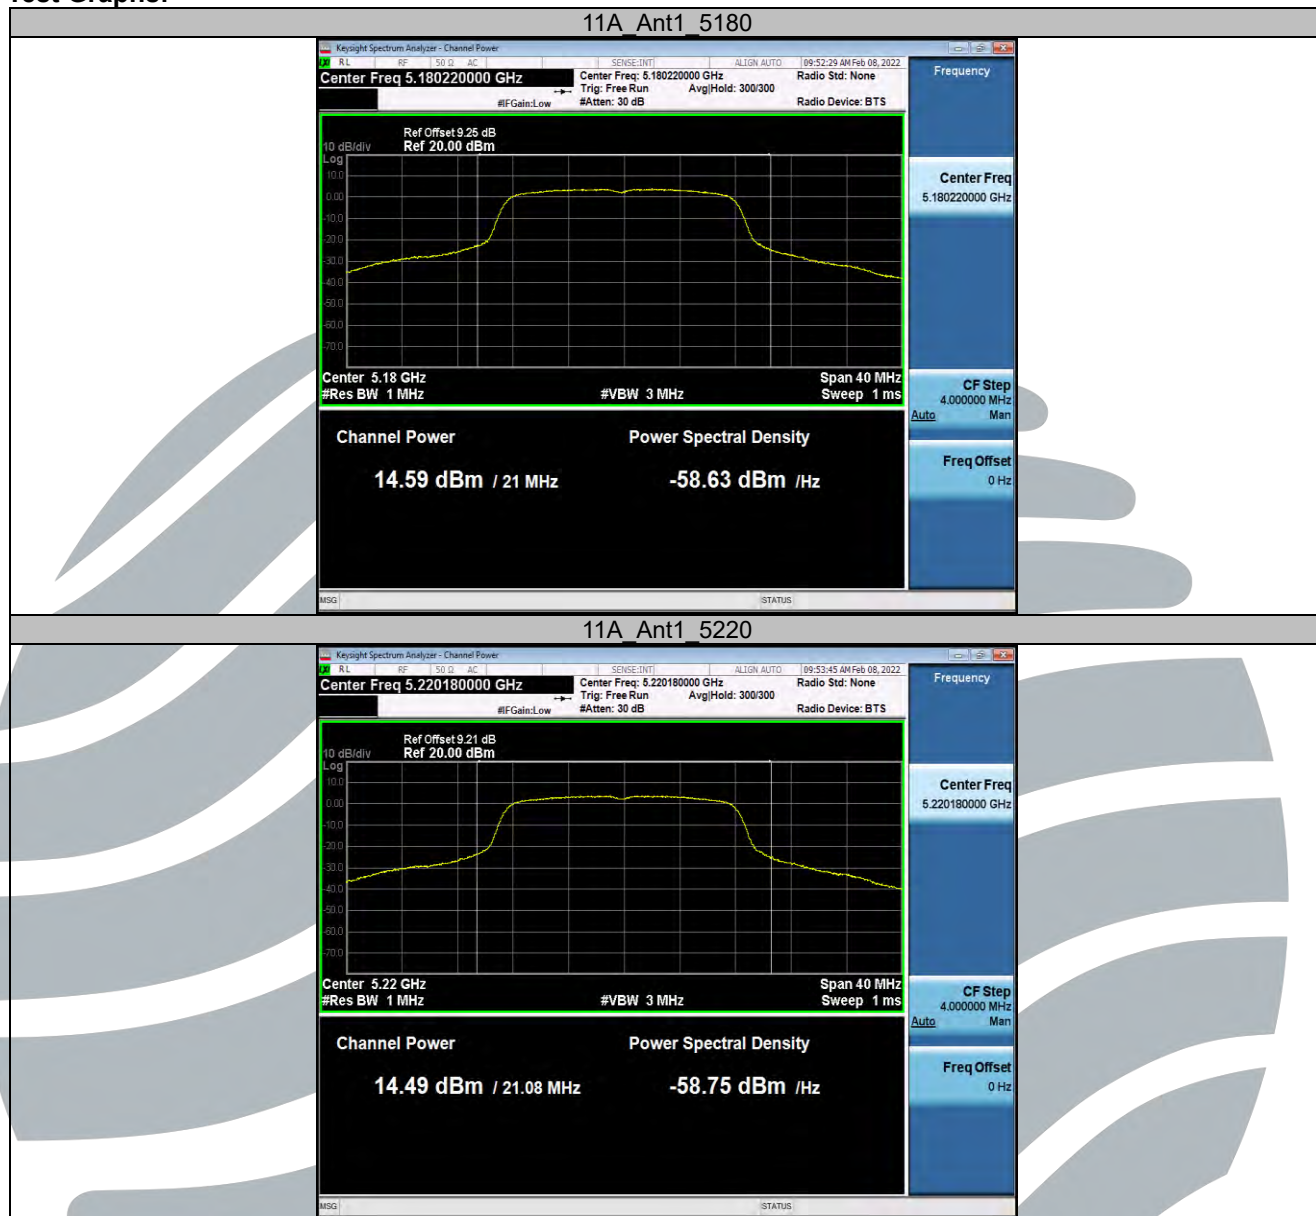 Test Graphs:
11A_Ant1_5180
Keysight Spectrum Analyzer - Channel Power
RL RF 50 Ω AC SENSE:INT ALIGN AUTO 09:52:29 AM Feb 08, 2022
Center Freq 5.180220000 GHz
Center Freq: 5.180220000 GHz Radio Std: None
Trig: Free Run Avg|Hold: 300/300
#IFGain:Low #Atten: 30 dB Radio Device: BTS
Frequency
Ref Offset 9.25 dB
10 dB/div Ref 20.00 dBm
Log
10.0
0.00
-10.0
-20.0
-30.0
-40.0
-50.0
-60.0
-70.0
Center 5.18 GHz Span 40 MHz
#Res BW 1 MHz #VBW 3 MHz Sweep 1 ms
Center Freq
5.180220000 GHz
CF Step
4.000000 MHz
Auto Man
Freq Offset
0 Hz
Channel Power Power Spectral Density
14.59 dBm / 21 MHz -58.63 dBm /Hz
MSG STATUS
11A_Ant1_5220
Keysight Spectrum Analyzer - Channel Power
RL RF 50 Ω AC SENSE:INT ALIGN AUTO 09:53:45 AM Feb 08, 2022
Center Freq 5.220180000 GHz
Center Freq: 5.220180000 GHz Radio Std: None
Trig: Free Run Avg|Hold: 300/300
#IFGain:Low #Atten: 30 dB Radio Device: BTS
Frequency
Ref Offset 9.21 dB
10 dB/div Ref 20.00 dBm
Log
10.0
0.00
-10.0
-20.0
-30.0
-40.0
-50.0
-60.0
-70.0
Center 5.22 GHz Span 40 MHz
#Res BW 1 MHz #VBW 3 MHz Sweep 1 ms
Center Freq
5.220180000 GHz
CF Step
4.000000 MHz
Auto Man
Freq Offset
0 Hz
Channel Power Power Spectral Density
14.49 dBm / 21.08 MHz -58.75 dBm /Hz
MSG STATUS